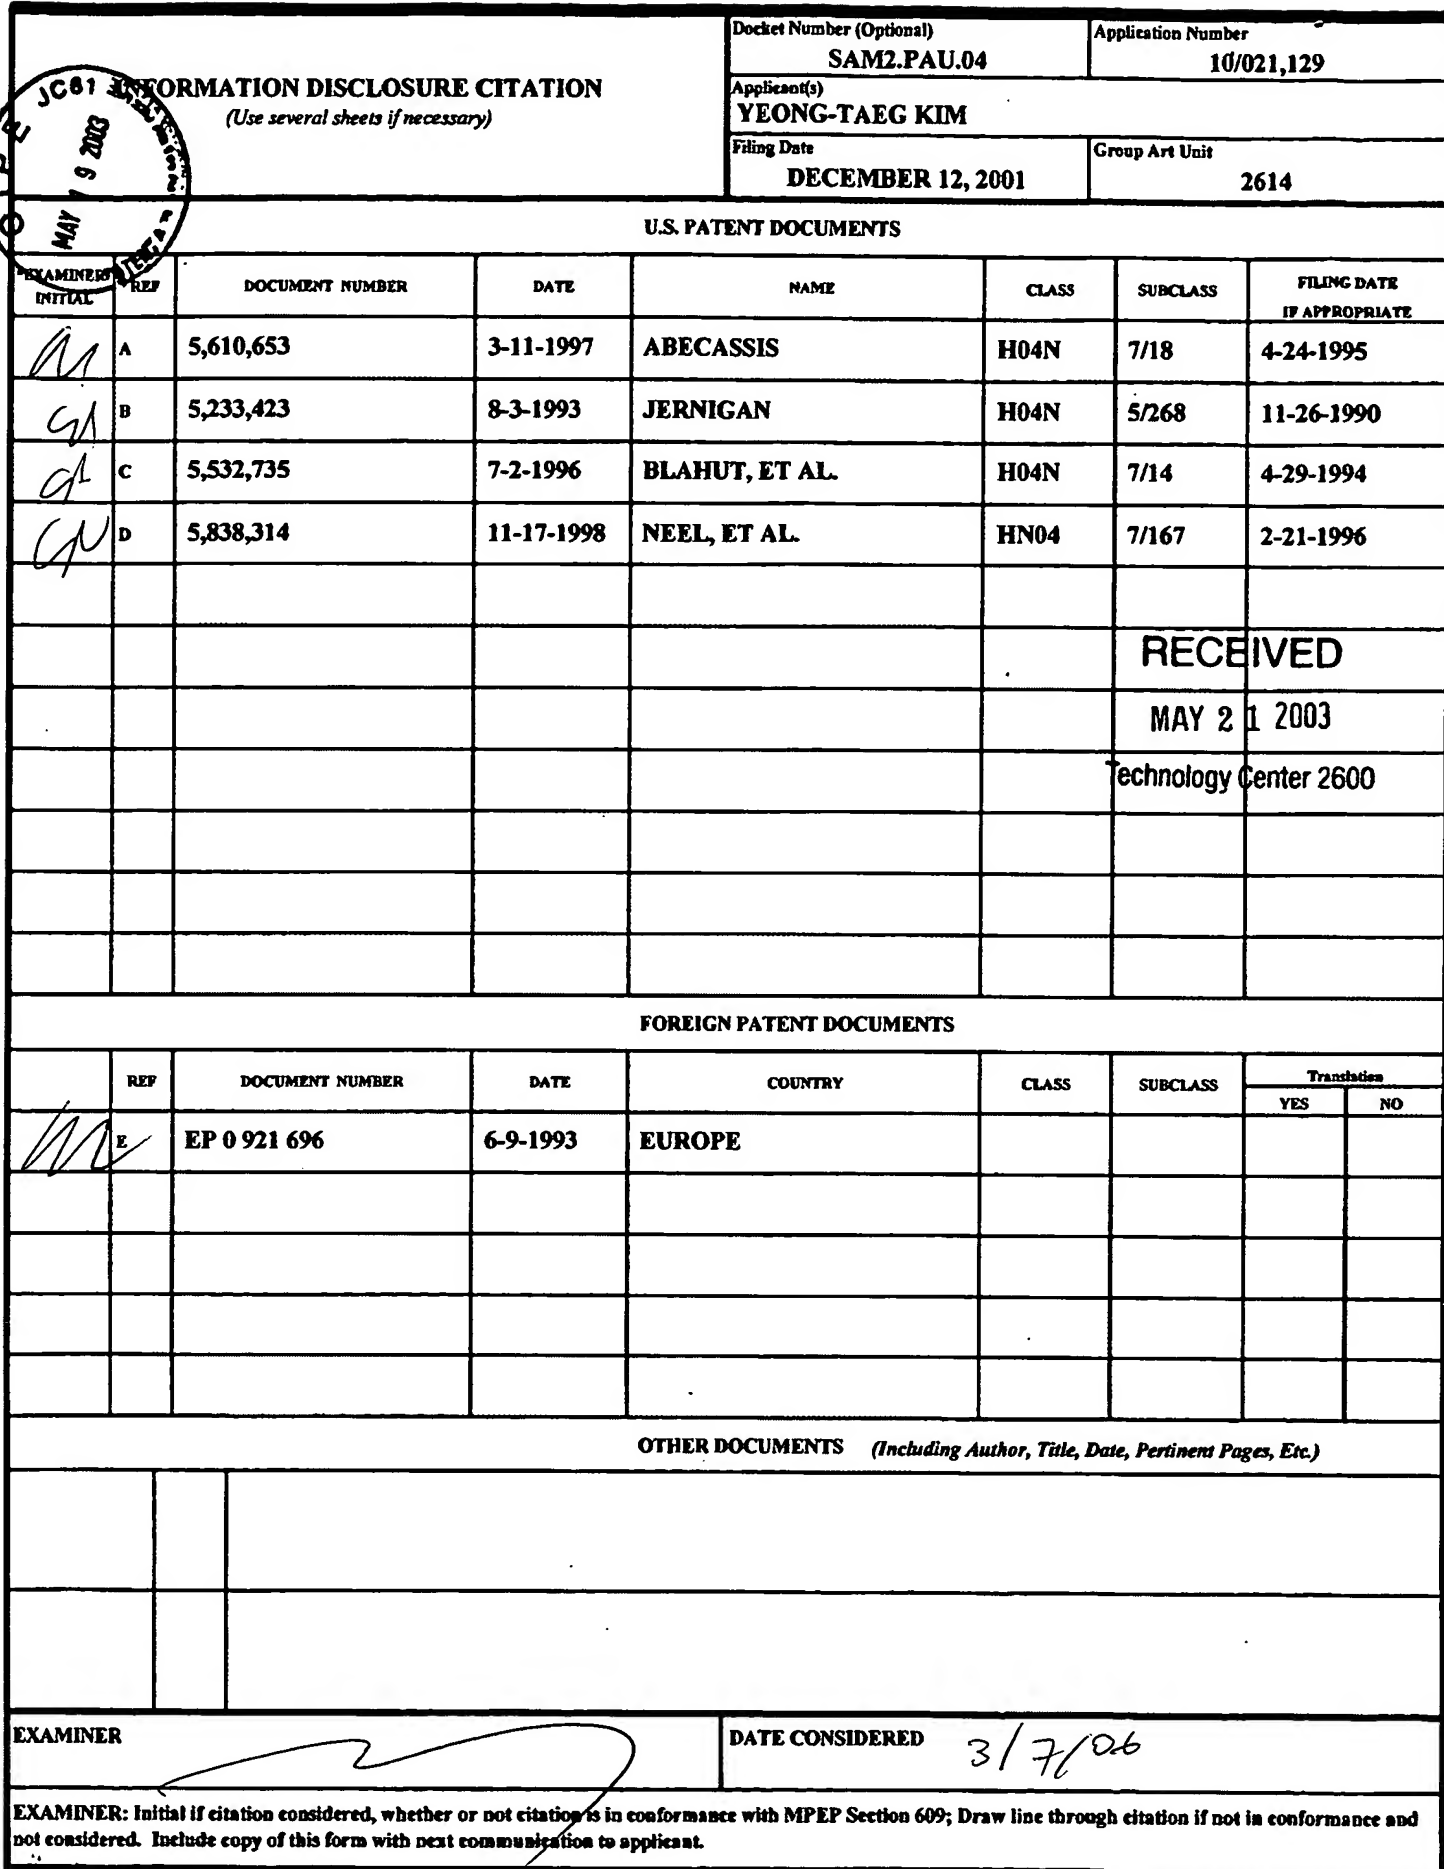 Docket Number (Optional)
SAM2.PAU.04
Application Number
10/021,129
INFORMATION DISCLOSURE CITATION
(Use several sheets if necessary)
Applicant(s)
YEONG-TAEG KIM
Filing Date
DECEMBER 12, 2001
Group Art Unit
2614
JC61
MAY 19 2003
U.S. PATENT DOCUMENTS
EXAMINER INITIAL REF DOCUMENT NUMBER DATE NAME CLASS SUBCLASS FILING DATE IF APPROPRIATE
A 5,610,653 3-11-1997 ABECASSIS H04N 7/18 4-24-1995
B 5,233,423 8-3-1993 JERNIGAN H04N 5/268 11-26-1990
C 5,532,735 7-2-1996 BLAHUT, ET AL. H04N 7/14 4-29-1994
D 5,838,314 11-17-1998 NEEL, ET AL. HN04 7/167 2-21-1996
RECEIVED
MAY 21 2003
Technology Center 2600
FOREIGN PATENT DOCUMENTS
REF DOCUMENT NUMBER DATE COUNTRY CLASS SUBCLASS Translation
YES NO
E EP 0 921 696 6-9-1993 EUROPE
OTHER DOCUMENTS (Including Author, Title, Date, Pertinent Pages, Etc.)
EXAMINER
DATE CONSIDERED 3/7/06
EXAMINER: Initial if citation considered, whether or not citation is in conformance with MPEP Section 609; Draw line through citation if not in conformance and
not considered. Include copy of this form with next communication to applicant.